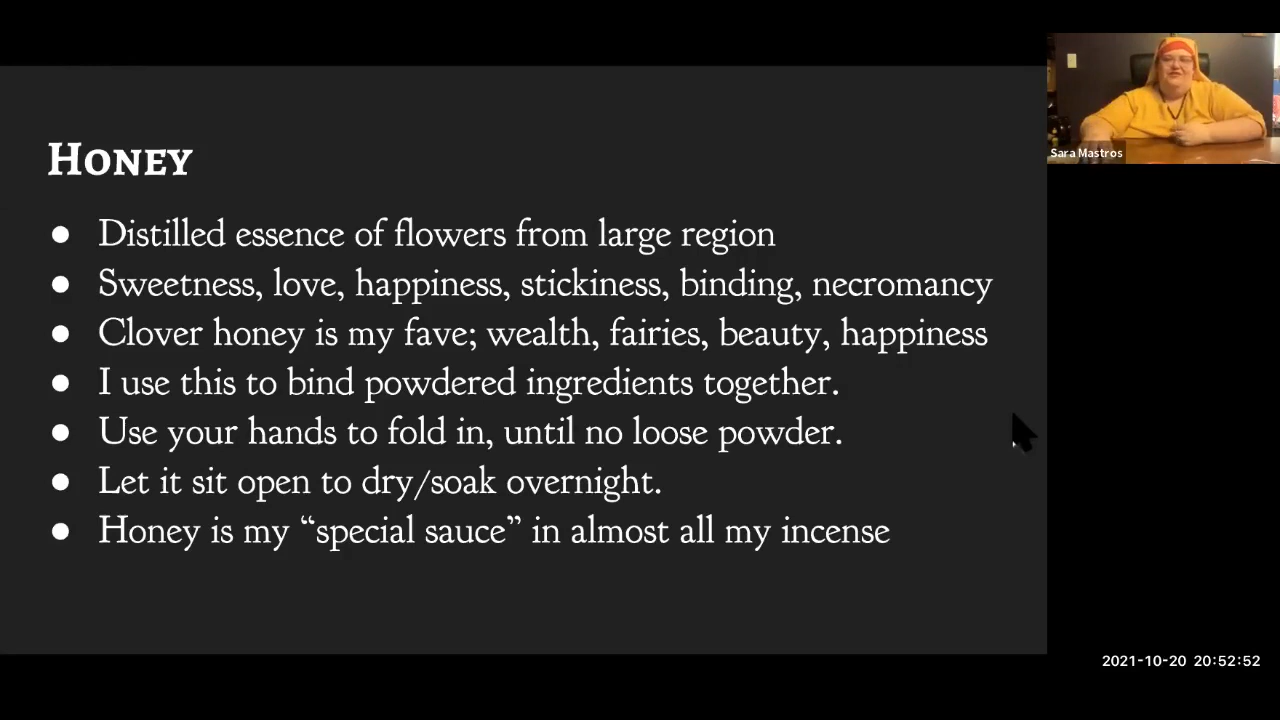 Honey
● Distilled essence of flowers from large region
● Sweetness, love, happiness, stickiness, binding, necromancy
● Clover honey is my fave; wealth, fairies, beauty, happiness
● I use this to bind powdered ingredients together.
● Use your hands to fold in, until no loose powder.
● Let it sit open to dry/soak overnight.
● Honey is my “special sauce” in almost all my incense
Sara Mastros
2021-10-20 20:52:52